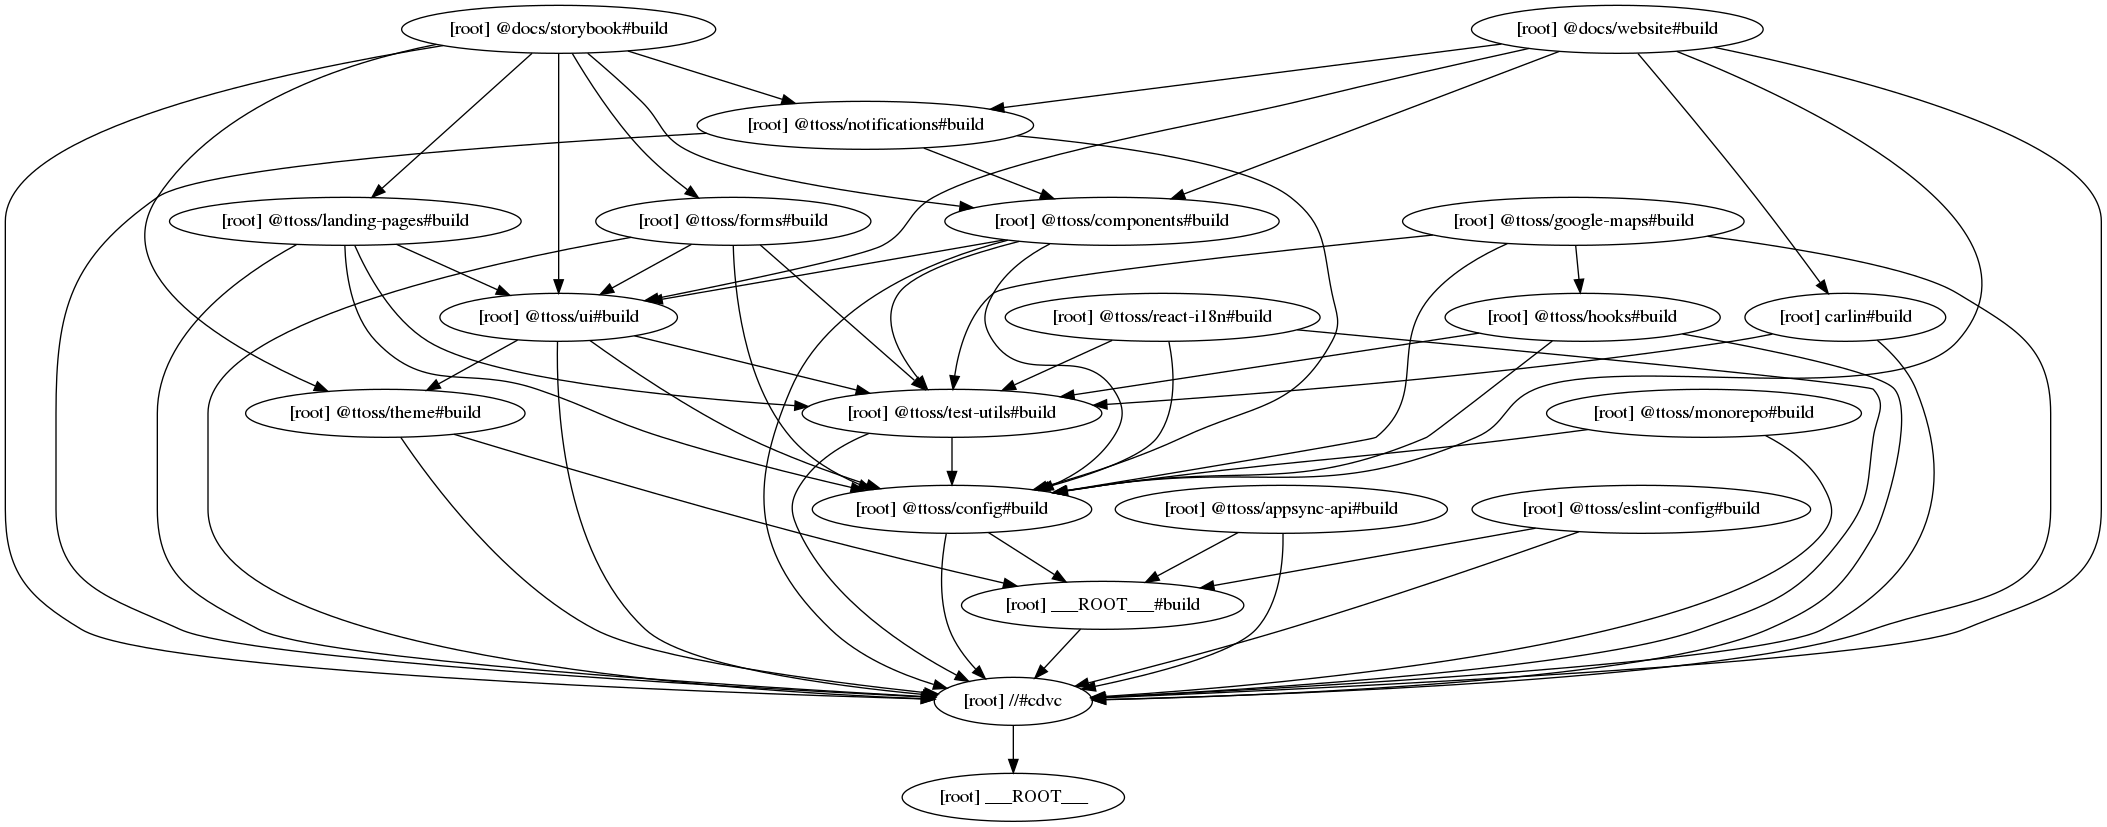 [root] @docs/storybook#build
[root] @docs/website#build
[root] @ttoss/notifications#build
[root] @ttoss/landing-pages#build
[root] @ttoss/forms#build
[root] @ttoss/components#build
[root] @ttoss/google-maps#build
[root] @ttoss/ui#build
[root] @ttoss/react-i18n#build
[root] @ttoss/hooks#build
[root] carlin#build
[root] @ttoss/theme#build
[root] @ttoss/test-utils#build
[root] @ttoss/monorepo#build
[root] @ttoss/config#build
[root] @ttoss/appsync-api#build
[root] @ttoss/eslint-config#build
[root] ___ROOT___#build
[root] //#cdvc
[root] ___ROOT___